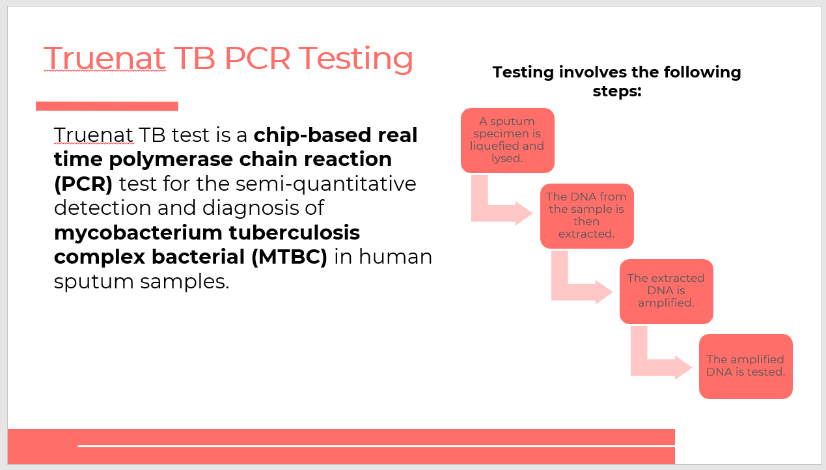 Truenat TB PCR Testing
Truenat TB test is a chip-based real
time polymerase chain reaction
(PCR) test for the semi-quantitative
detection and diagnosis of
mycobacterium tuberculosis
complex bacterial (MTBC) in human
sputum samples.
Testing involves the following
steps:
A sputum
specimen is
liquefied and
lysed.
The DNA from
the sample is
then
extracted.
The extracted
DNA is
amplified.
The amplified
DNA is tested.